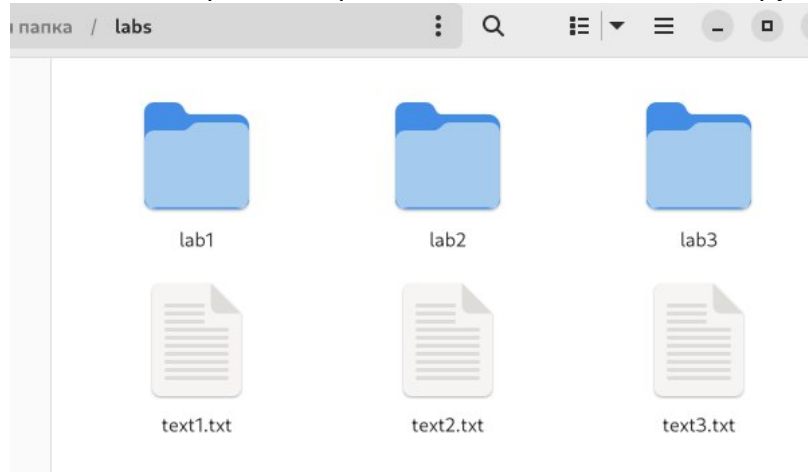 папка / labs
lab1 lab2 lab3
text1.txt text2.txt text3.txt